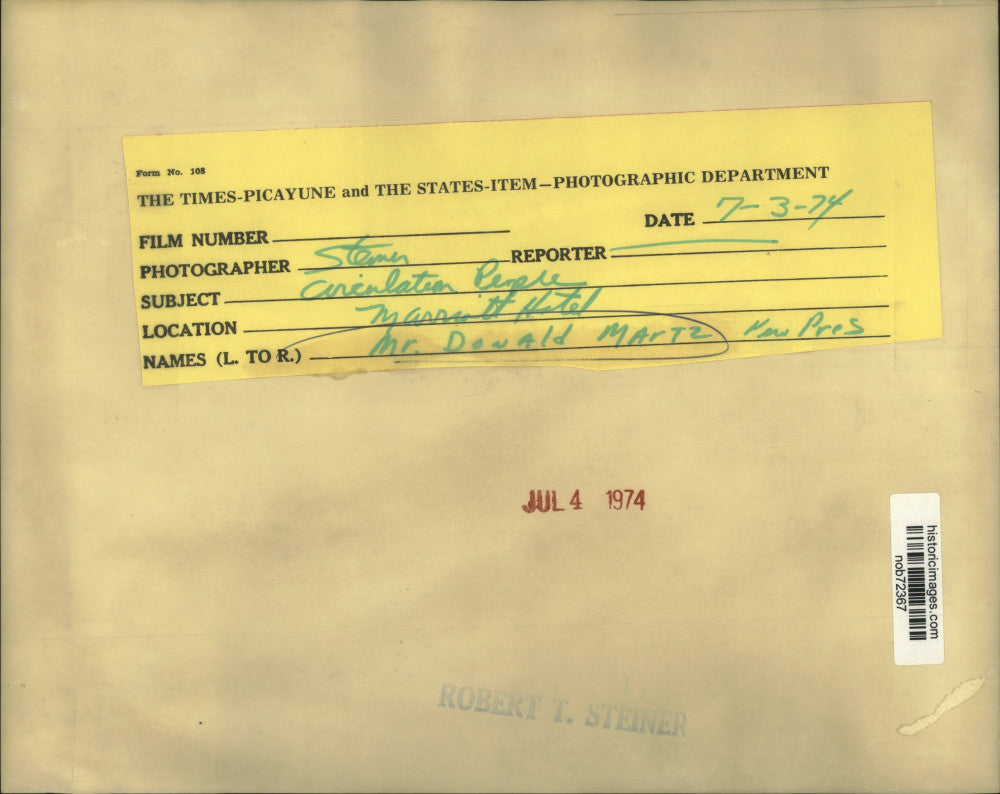 Form No. 108
THE TIMES-PICAYUNE and THE STATES-ITEM—PHOTOGRAPHIC DEPARTMENT
DATE 7-3-74
FILM NUMBER
PHOTOGRAPHER Steiner REPORTER
SUBJECT Circulation People
LOCATION Marriott Hotel
NAMES (L. TO R.) Mr. Donald Martz New Pres
JUL 4 1974
historicimages.com
nob72367
ROBERT T. STEINER